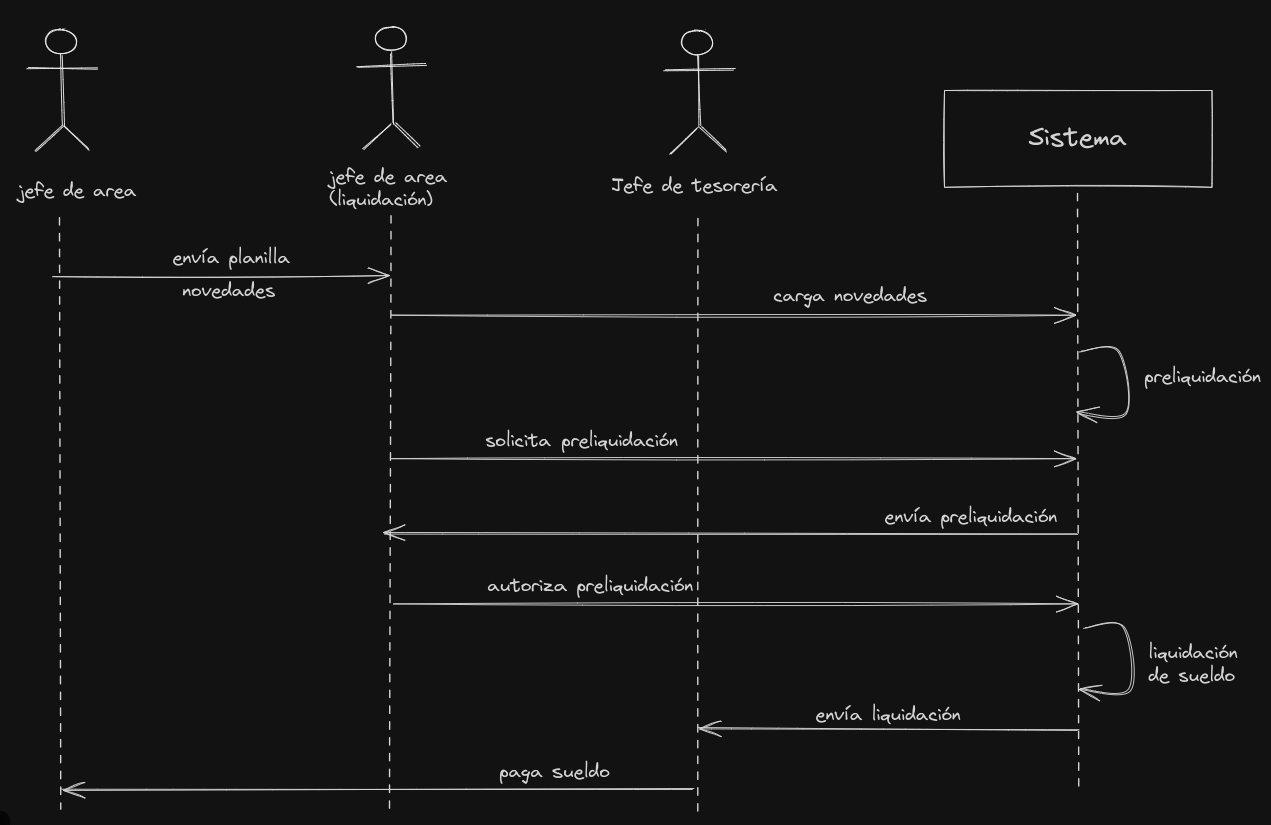 jefe de area
jefe de area
(liquidación)
Jefe de tesorería
Sistema
envía planilla
novedades
carga novedades
preliquidación
solicita preliquidación
envía preliquidación
autoriza preliquidación
liquidación
de sueldo
envía liquidación
paga sueldo